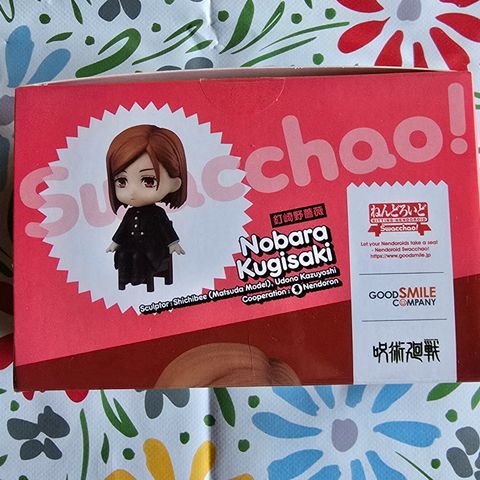 Swacchao!
釘崎野薔薇
Nobara
Kugisaki
Sculptor : Shichibee (Matsuda Model), Udono Kazuyoshi
Cooperation : Nendoron
ねんどろいど
SITTING NENDOROID
Swacchao!
Let your Nendoroids take a seat
- Nendoroid Swacchao!
https://www.goodsmile.jp
GOOD SMILE
COMPANY
呪術廻戦